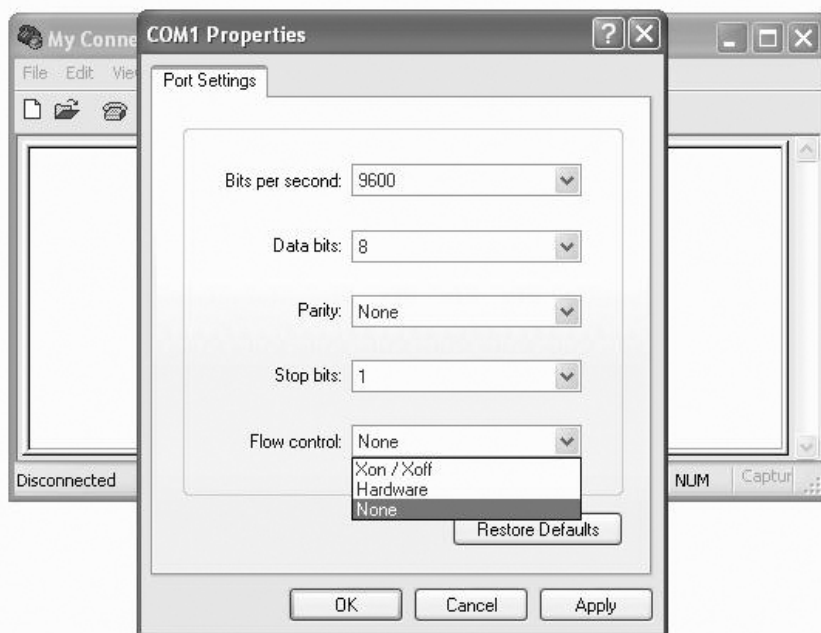 My Conne
COM1 Properties
File Edit Vie
Port Settings
Bits per second: 9600
Data bits: 8
Parity: None
Stop bits: 1
Flow control: None
Xon / Xoff
Hardware
None
Disconnected
NUM
Captur
Restore Defaults
OK
Cancel
Apply